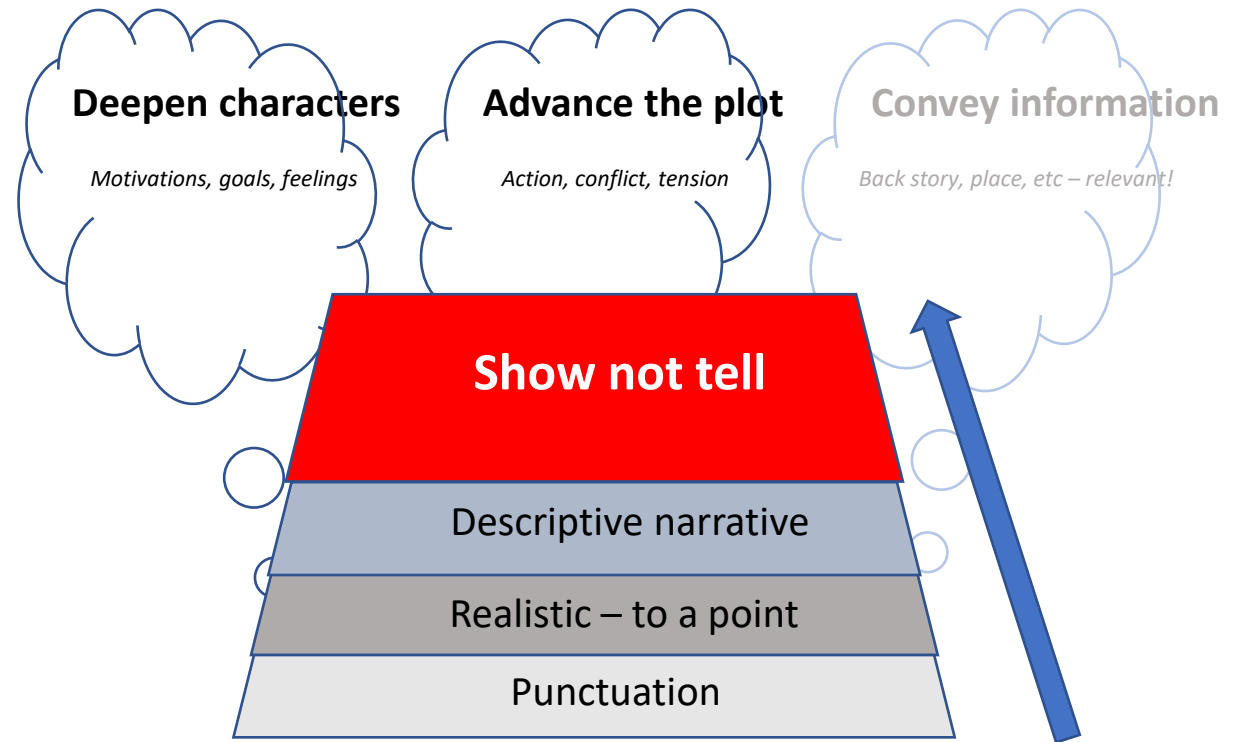 Deepen characters
Motivations, goals, feelings
Advance the plot
Action, conflict, tension
Convey information
Back story, place, etc – relevant!
Show not tell
Descriptive narrative
Realistic – to a point
Punctuation